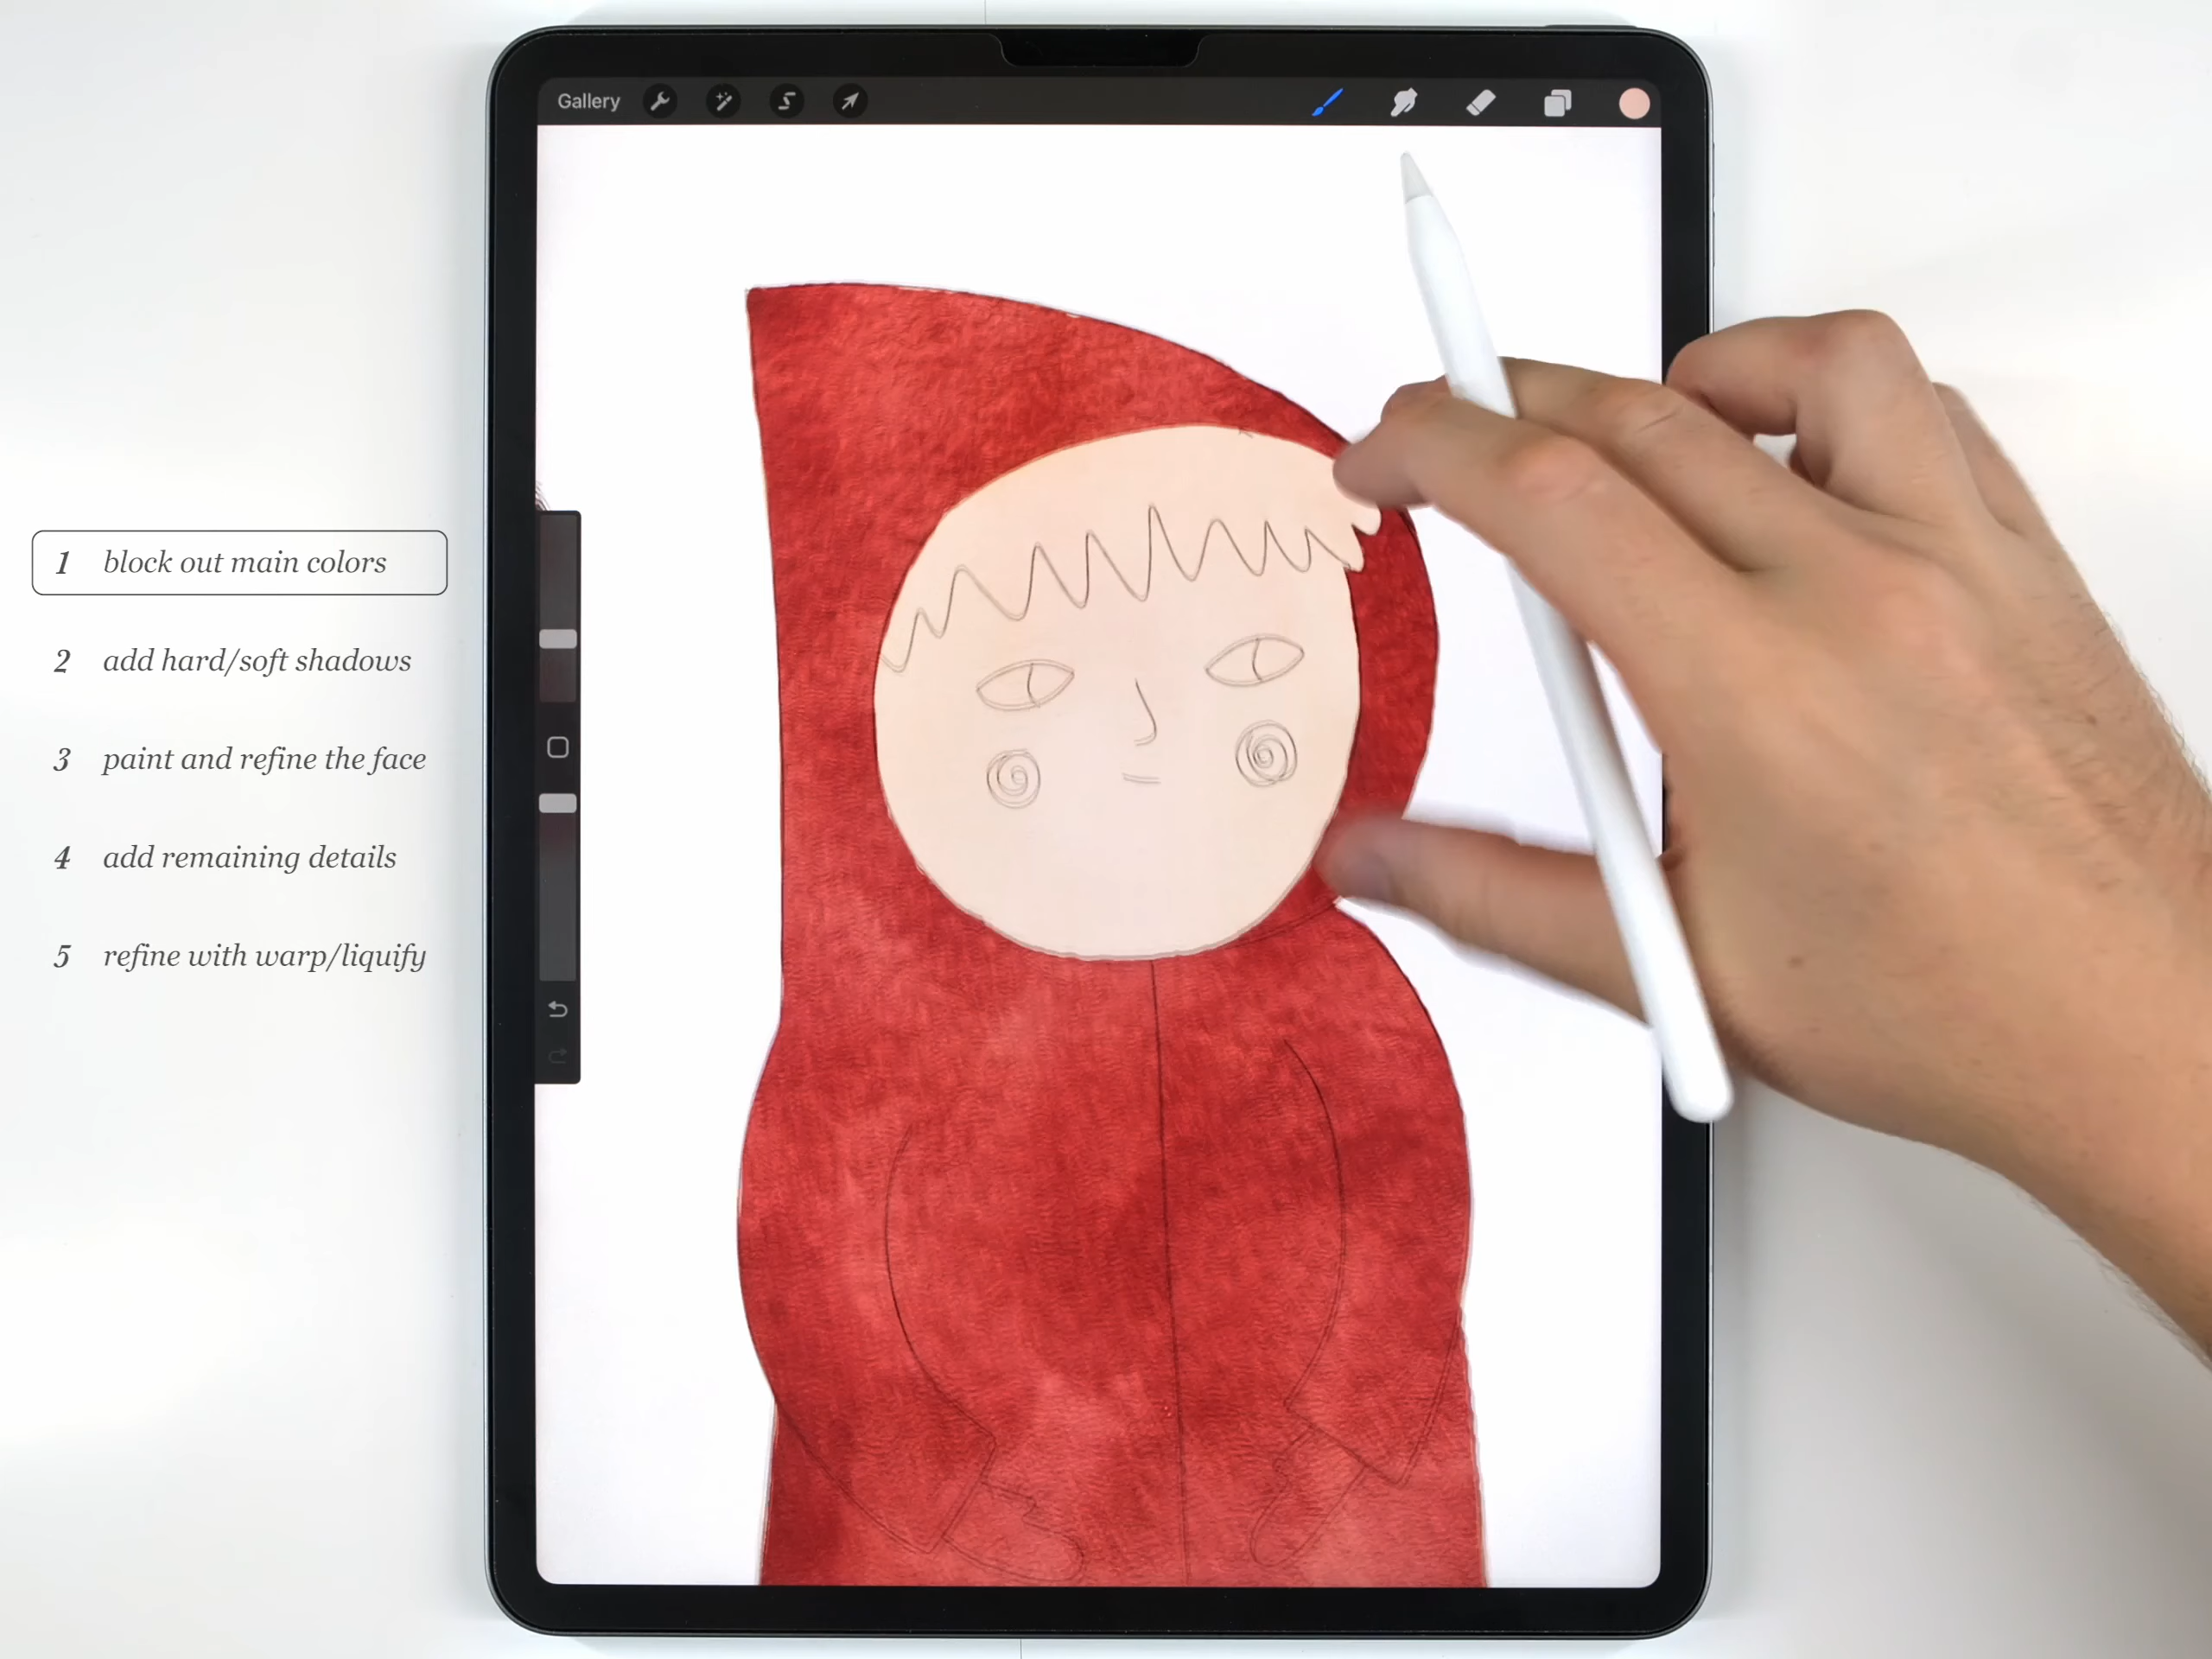 Gallery
1 block out main colors
2 add hard/soft shadows
3 paint and refine the face
4 add remaining details
5 refine with warp/liquify